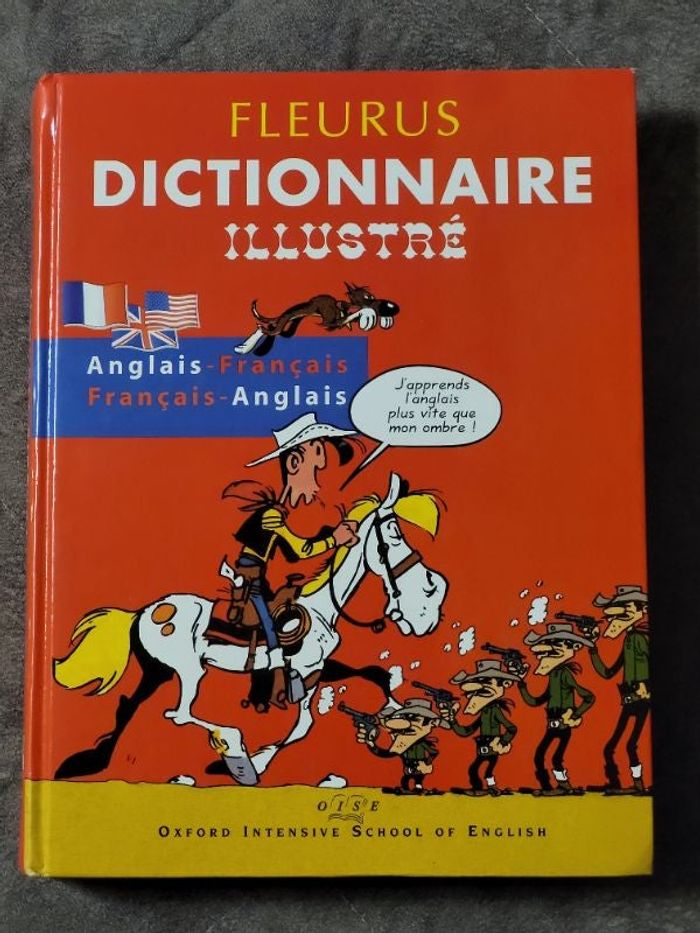 FLEURUS
DICTIONNAIRE
ILLUSTRÉ
Anglais-Français
Français-Anglais
J'apprends
l'anglais
plus vite que
mon ombre !
OISE
OXFORD INTENSIVE SCHOOL OF ENGLISH